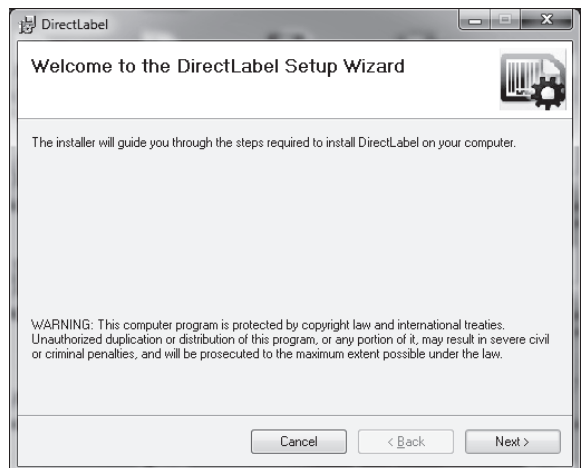 DirectLabel
Welcome to the DirectLabel Setup Wizard
The installer will guide you through the steps required to install DirectLabel on your computer.
WARNING: This computer program is protected by copyright law and international treaties.
Unauthorized duplication or distribution of this program, or any portion of it, may result in severe civil
or criminal penalties, and will be prosecuted to the maximum extent possible under the law.
Cancel
< Back
Next >